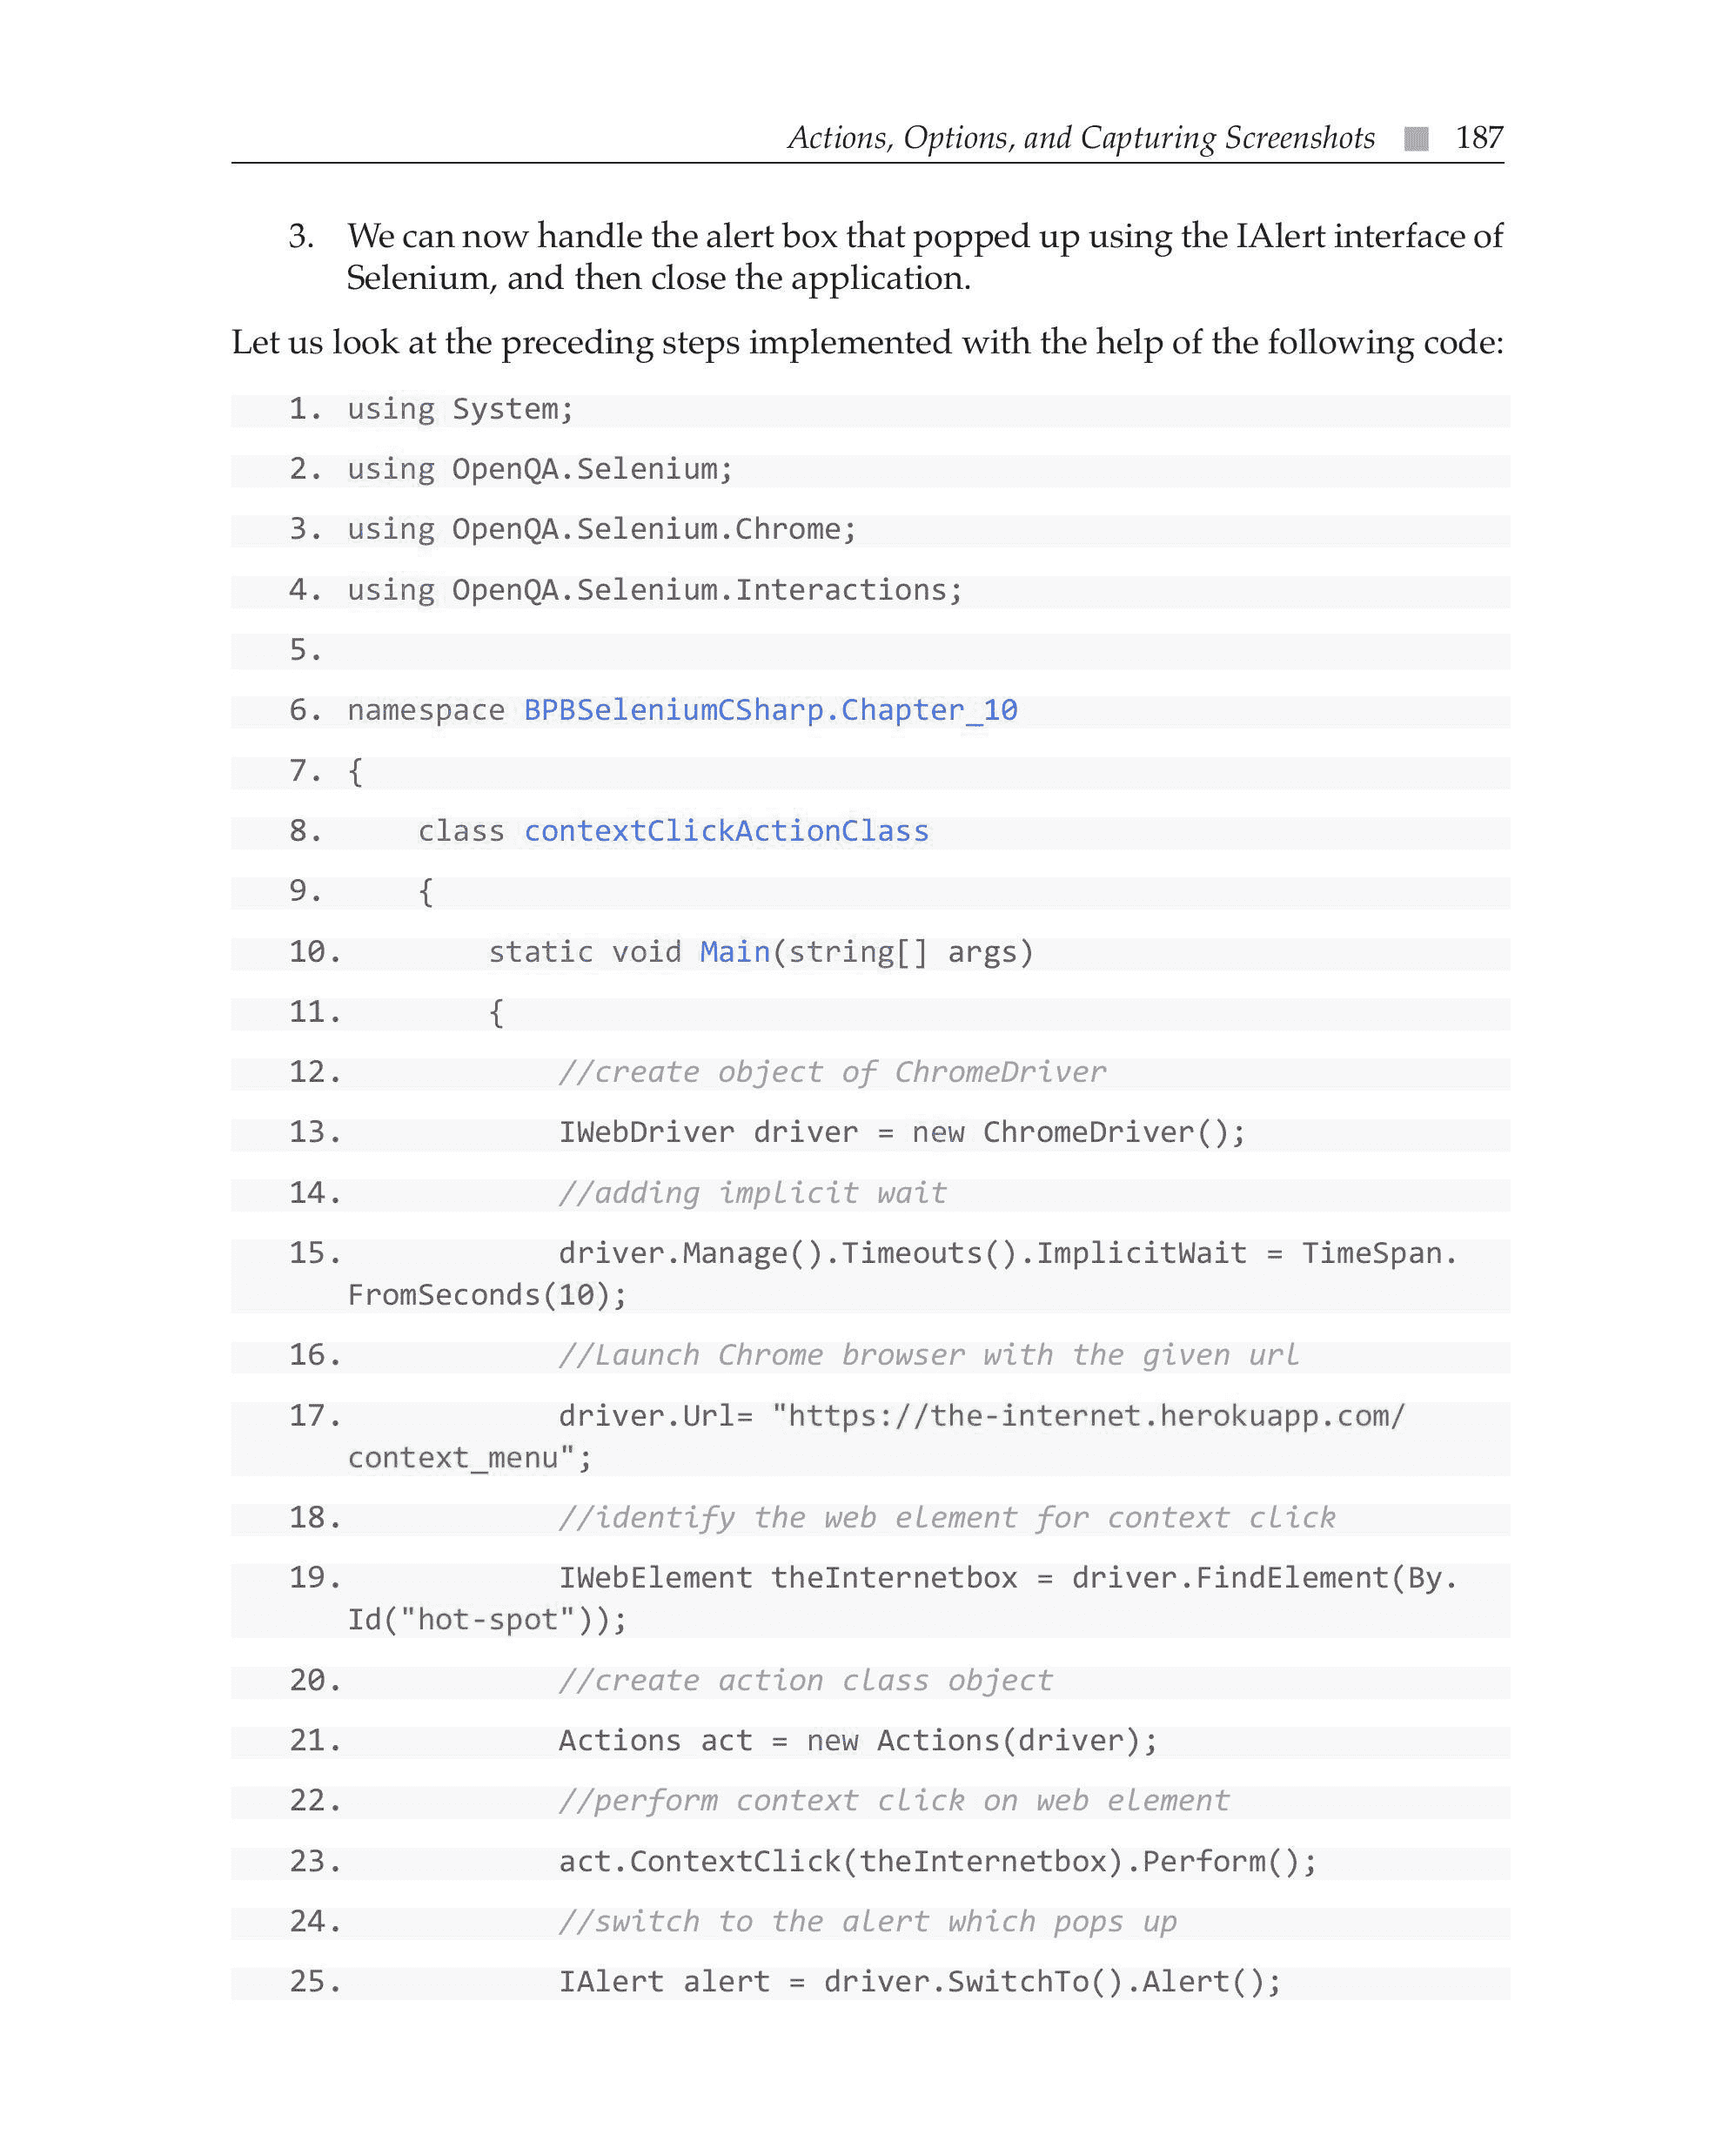 Actions, Options, and Capturing Screenshots 187
3. We can now handle the alert box that popped up using the IAlert interface of
Selenium, and then close the application.
Let us look at the preceding steps implemented with the help of the following code:
1. using System;
2. using OpenQA.Selenium;
3. using OpenQA.Selenium.Chrome;
4. using OpenQA.Selenium.Interactions;
5.
6. namespace BPBSeleniumCSharp.Chapter_10
7. {
8.     class contextClickActionClass
9.     {
10.         static void Main(string[] args)
11.         {
12.             //create object of ChromeDriver
13.             IWebDriver driver = new ChromeDriver();
14.             //adding implicit wait
15.             driver.Manage().Timeouts().ImplicitWait = TimeSpan.
FromSeconds(10);
16.             //Launch Chrome browser with the given url
17.             driver.Url= "https://the-internet.herokuapp.com/
context_menu";
18.             //identify the web element for context click
19.             IWebElement theInternetbox = driver.FindElement(By.
Id("hot-spot"));
20.             //create action class object
21.             Actions act = new Actions(driver);
22.             //perform context click on web element
23.             act.ContextClick(theInternetbox).Perform();
24.             //switch to the alert which pops up
25.             IAlert alert = driver.SwitchTo().Alert();